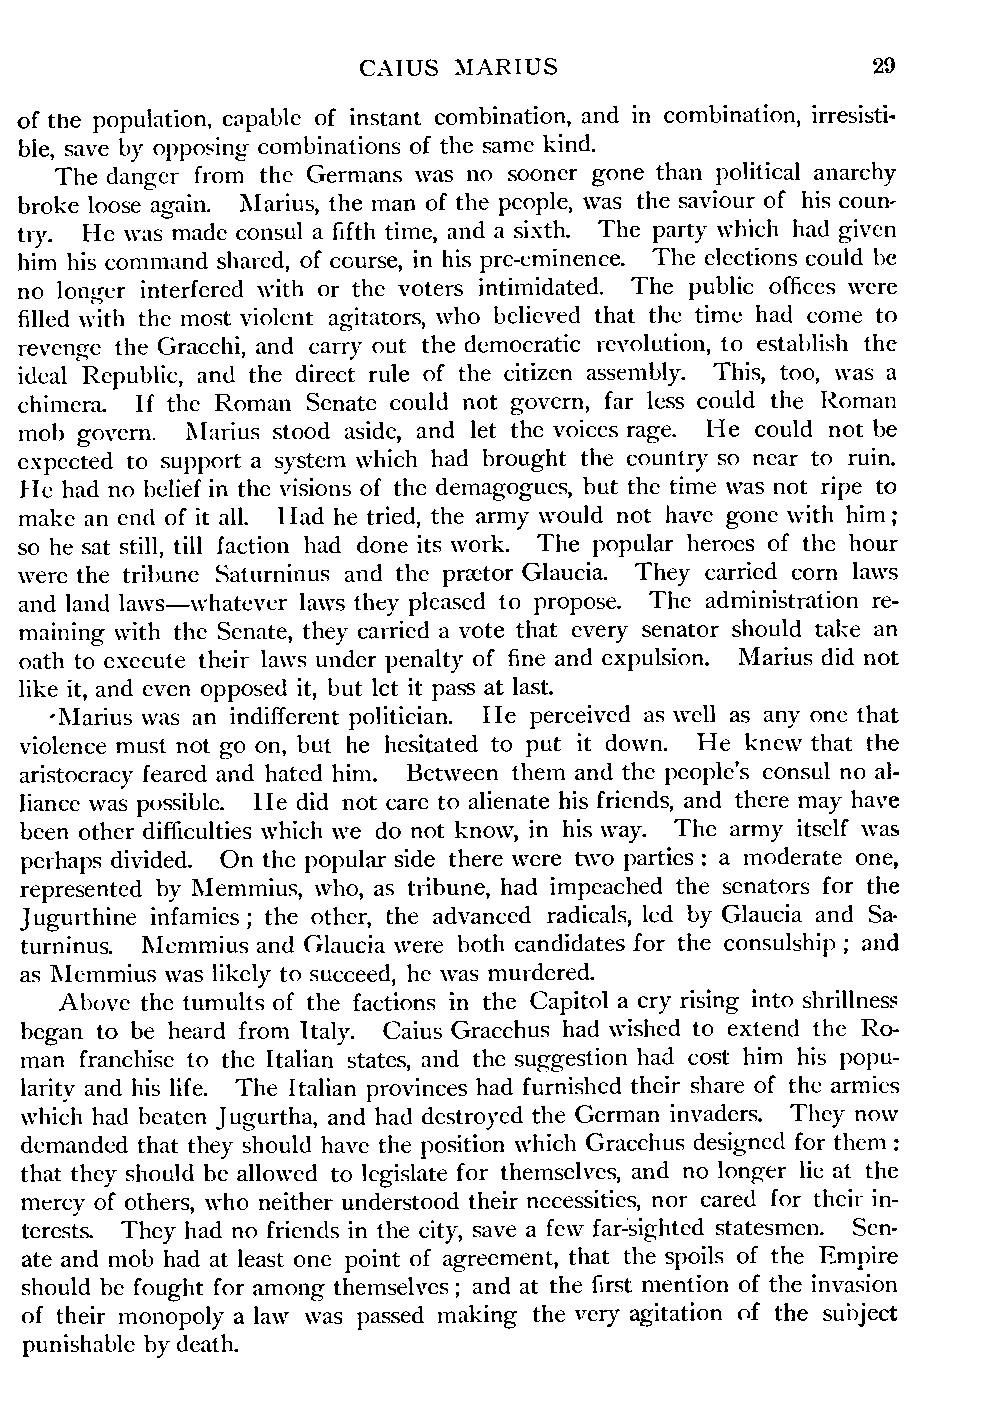 CAIUS MARIUS 29
of the population, capable of instant combination, and in combination, irresisti-
ble, save by opposing combinations of the same kind.
The danger from the Germans was no sooner gone than political anarchy
broke loose again. Marius, the man of the people, was the saviour of his coun-
try. He was made consul a fifth time, and a sixth. The party which had given
him his command shared, of course, in his pre-eminence. The elections could be
no longer interfered with or the voters intimidated. The public offices were
filled with the most violent agitators, who believed that the time had come to
revenge the Gracchi, and carry out the democratic revolution, to establish the
ideal Republic, and the direct rule of the citizen assembly. This, too, was a
chimera. If the Roman Senate could not govern, far less could the Roman
mob govern. Marius stood aside, and let the voices rage. He could not be
expected to support a system which had brought the country so near to ruin.
He had no belief in the visions of the demagogues, but the time was not ripe to
make an end of it all. Had he tried, the army would not have gone with him;
so he sat still, till faction had done its work. The popular heroes of the hour
were the tribune Saturninus and the prætor Glaucia. They carried corn laws
and land laws—whatever laws they pleased to propose. The administration re-
maining with the Senate, they carried a vote that every senator should take an
oath to execute their laws under penalty of fine and expulsion. Marius did not
like it, and even opposed it, but let it pass at last.
Marius was an indifferent politician. He perceived as well as any one that
violence must not go on, but he hesitated to put it down. He knew that the
aristocracy feared and hated him. Between them and the people's consul no al-
liance was possible. He did not care to alienate his friends, and there may have
been other difficulties which we do not know, in his way. The army itself was
perhaps divided. On the popular side there were two parties: a moderate one,
represented by Memmius, who, as tribune, had impeached the senators for the
Jugurthine infamies; the other, the advanced radicals, led by Glaucia and Sa-
turninus. Memmius and Glaucia were both candidates for the consulship; and
as Memmius was likely to succeed, he was murdered.
Above the tumults of the factions in the Capitol a cry rising into shrillness
began to be heard from Italy. Caius Gracchus had wished to extend the Ro-
man franchise to the Italian states, and the suggestion had cost him his popu-
larity and his life. The Italian provinces had furnished their share of the armies
which had beaten Jugurtha, and had destroyed the German invaders. They now
demanded that they should have the position which Gracchus designed for them:
that they should be allowed to legislate for themselves, and no longer lie at the
mercy of others, who neither understood their necessities, nor cared for their in-
terests. They had no friends in the city, save a few far-sighted statesmen. Sen-
ate and mob had at least one point of agreement, that the spoils of the Empire
should be fought for among themselves; and at the first mention of the invasion
of their monopoly a law was passed making the very agitation of the subject
punishable by death.